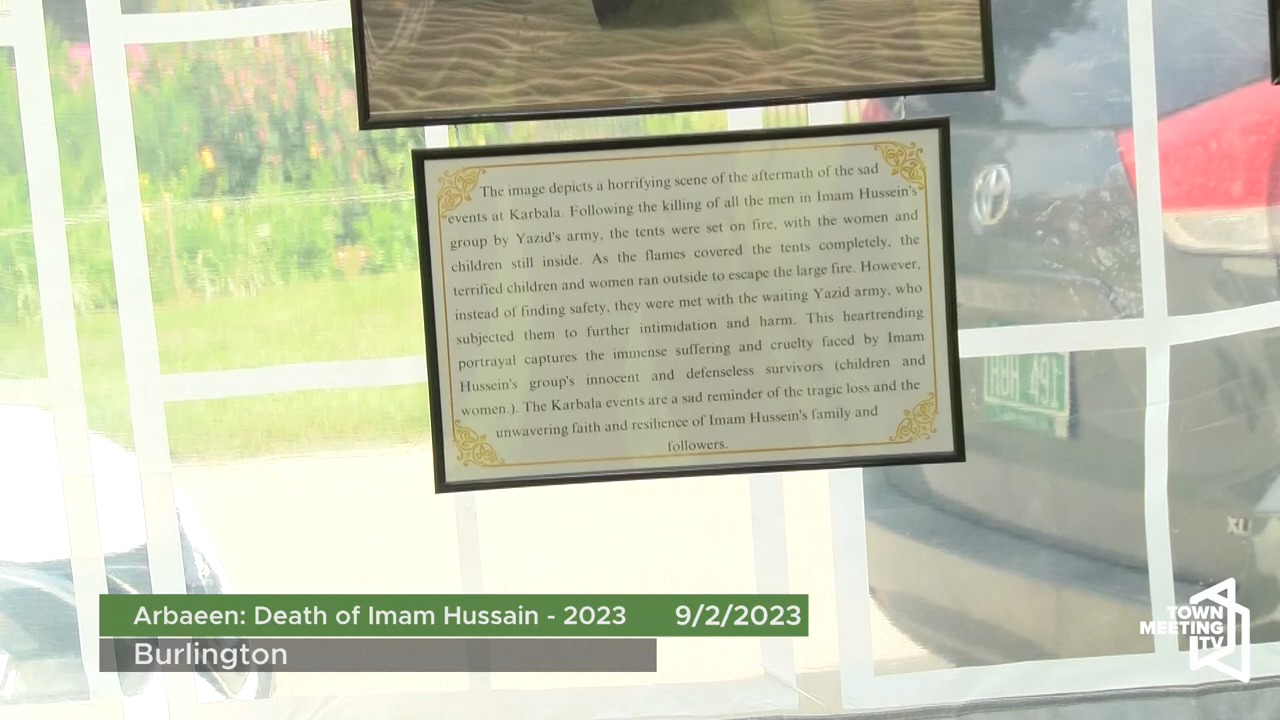 The image depicts a horrifying scene of the aftermath of the sad
events at Karbala. Following the killing of all the men in Imam Hussein's
group by Yazid's army, the tents were set on fire, with the women and
children still inside. As the flames covered the tents completely, the
terrified children and women ran outside to escape the large fire. However,
instead of finding safety, they were met with the waiting Yazid army, who
subjected them to further intimidation and harm. This heartrending
portrayal captures the immense suffering and cruelty faced by Imam
Hussein's group's innocent and defenseless survivors (children and
women.). The Karbala events are a sad reminder of the tragic loss and the
unwavering faith and resilience of Imam Hussein's family and
followers.
Arbaeen: Death of Imam Hussain - 2023 9/2/2023
Burlington
TOWN
MEETING
TV